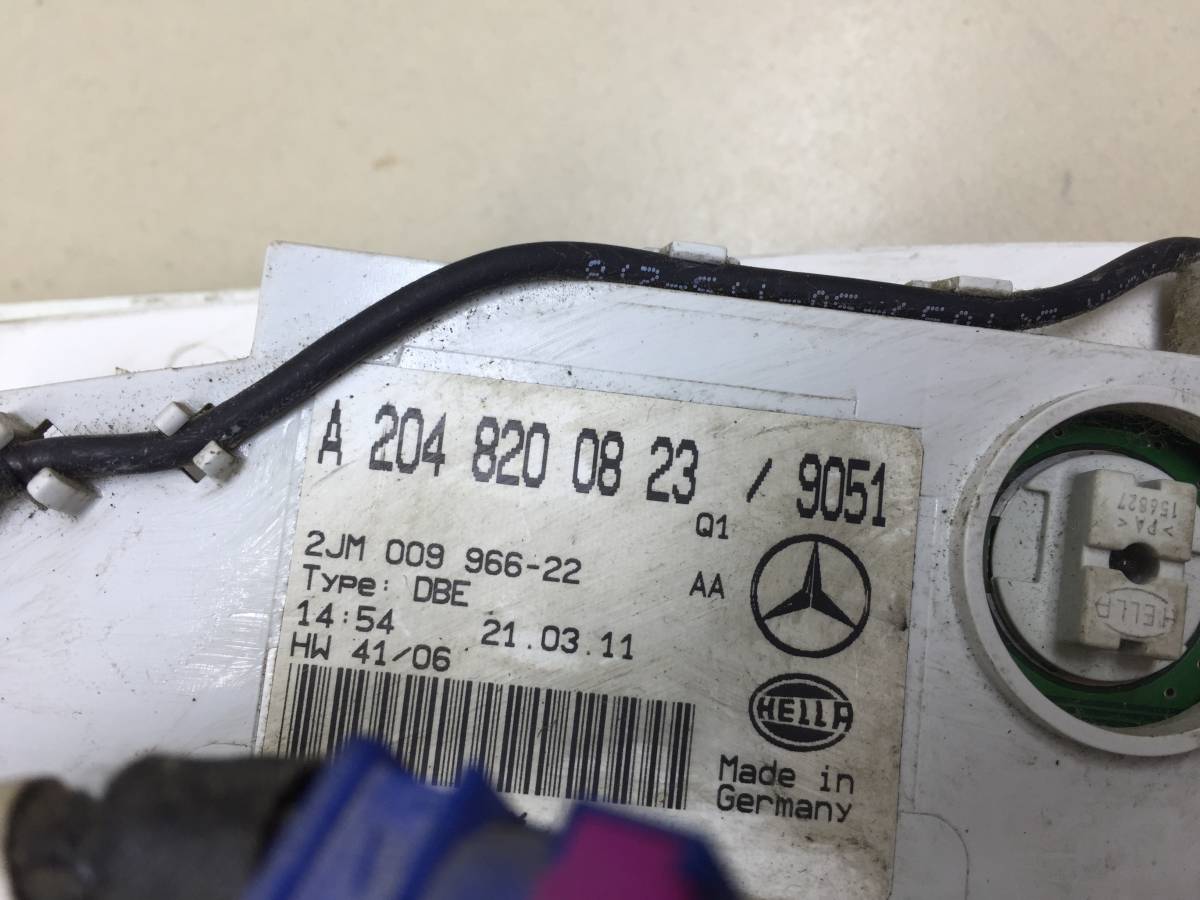 A 204 820 08 23 / 9051
Q1
2JM 009 966-22
AA
Type: DBE
14:54 21.03.11
HW 41/06
HELLA
Made in
Germany
>PA<
156827
HELLA